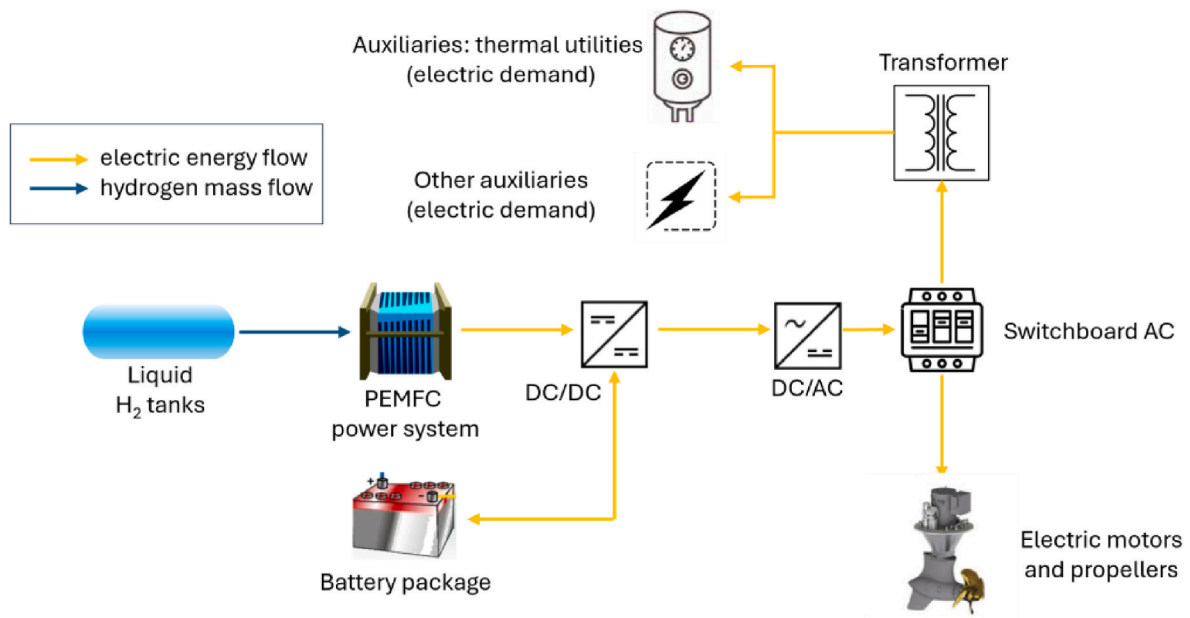 Auxiliaries: thermal utilities
(electric demand)
Transformer
electric energy flow
hydrogen mass flow
Other auxiliaries
(electric demand)
Switchboard AC
Liquid
H₂ tanks
PEMFC
power system
DC/DC
DC/AC
+
-
Battery package
Electric motors
and propellers